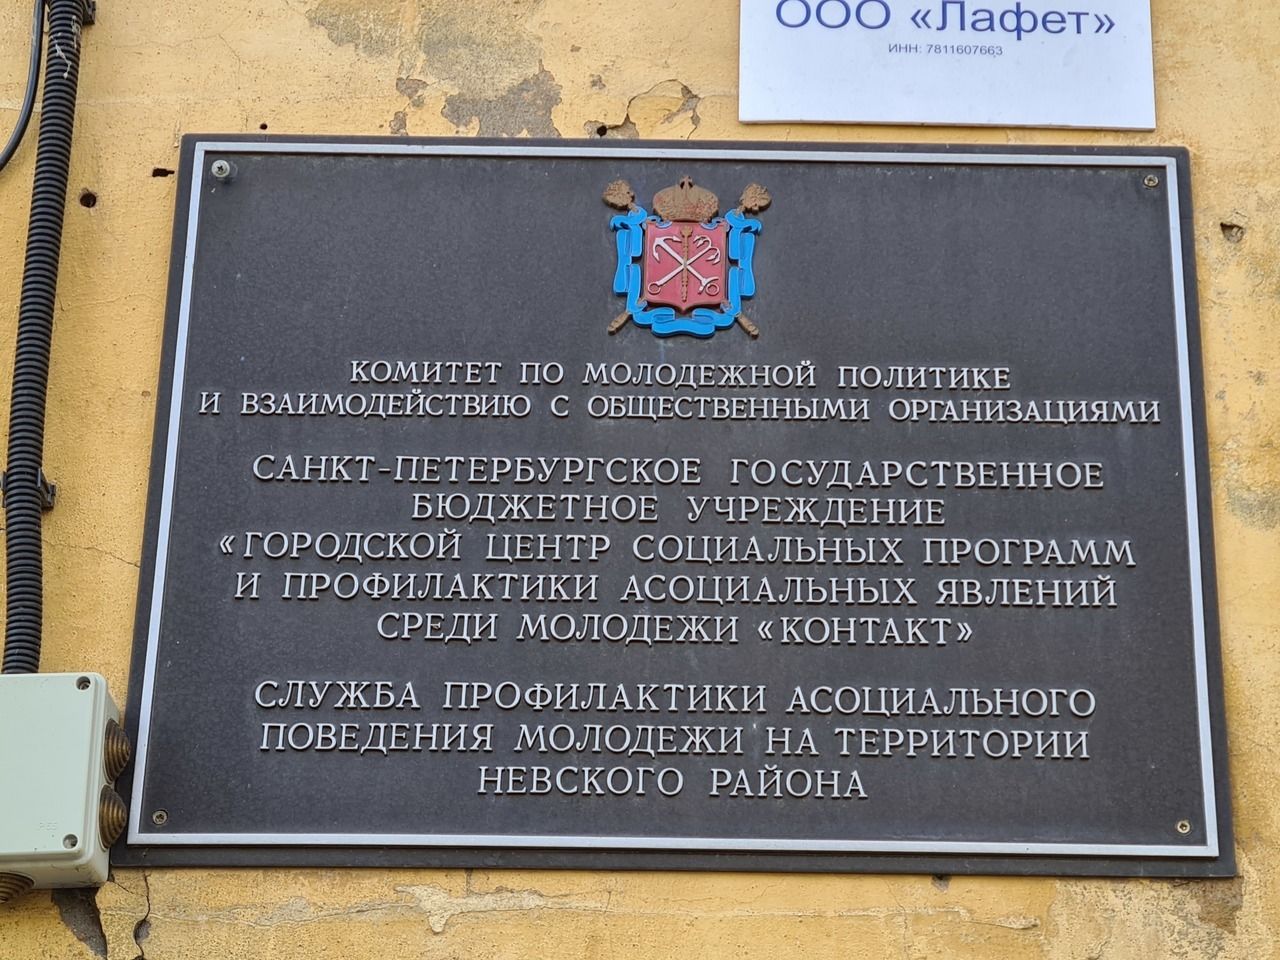 ООО «Лафет»
ИНН: 7811607663
КОМИТЕТ ПО МОЛОДЕЖНОЙ ПОЛИТИКЕ
И ВЗАИМОДЕЙСТВИЮ С ОБЩЕСТВЕННЫМИ ОРГАНИЗАЦИЯМИ
САНКТ-ПЕТЕРБУРГСКОЕ ГОСУДАРСТВЕННОЕ
БЮДЖЕТНОЕ УЧРЕЖДЕНИЕ
«ГОРОДСКОЙ ЦЕНТР СОЦИАЛЬНЫХ ПРОГРАММ
И ПРОФИЛАКТИКИ АСОЦИАЛЬНЫХ ЯВЛЕНИЙ
СРЕДИ МОЛОДЕЖИ «КОНТАКТ»
СЛУЖБА ПРОФИЛАКТИКИ АСОЦИАЛЬНОГО
ПОВЕДЕНИЯ МОЛОДЕЖИ НА ТЕРРИТОРИИ
НЕВСКОГО РАЙОНА